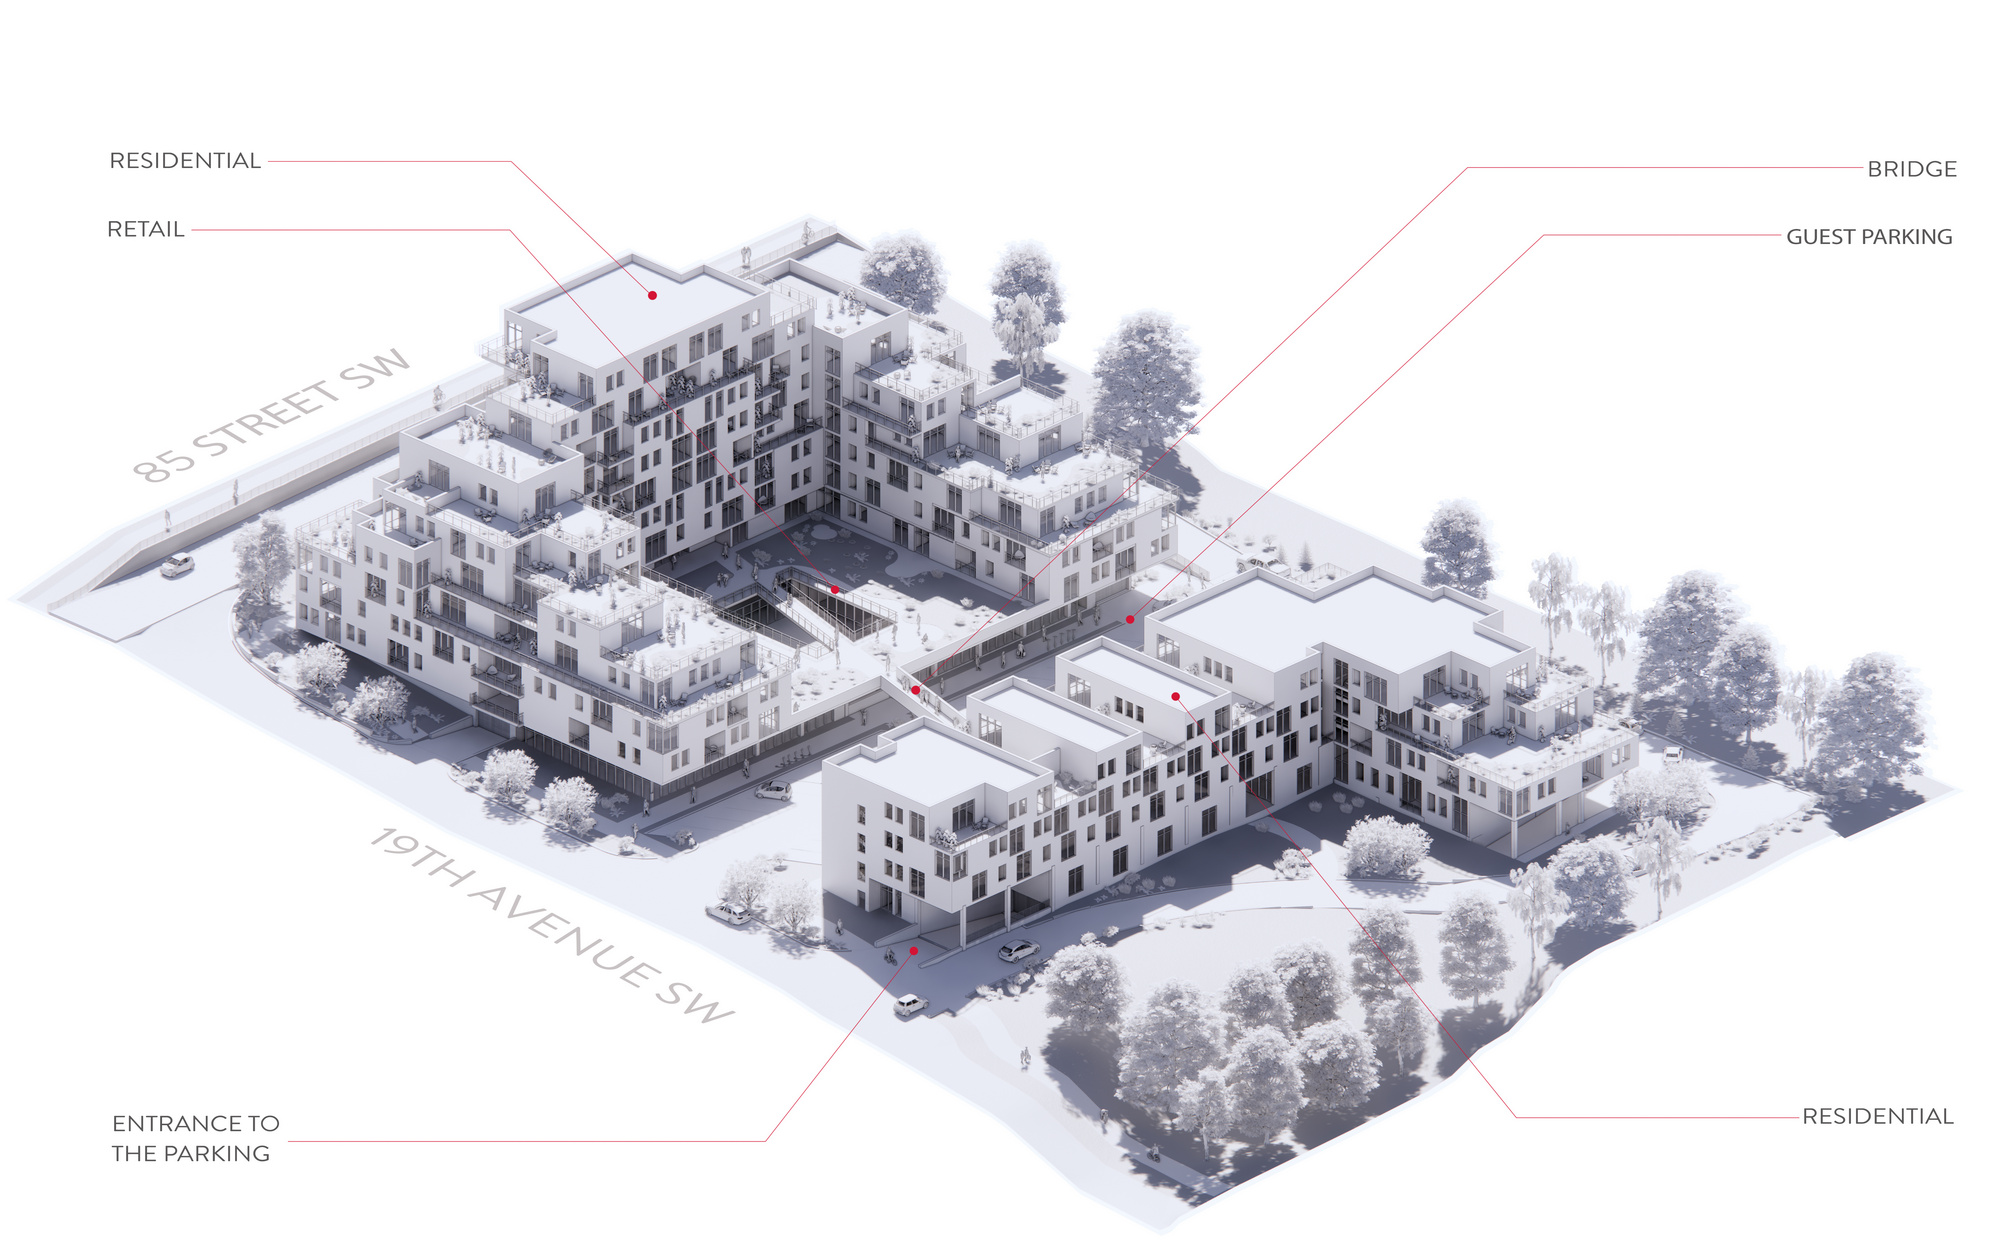 RESIDENTIAL
BRIDGE
RETAIL
GUEST PARKING
85 STREET SW
19TH AVENUE SW
ENTRANCE TO
THE PARKING
RESIDENTIAL